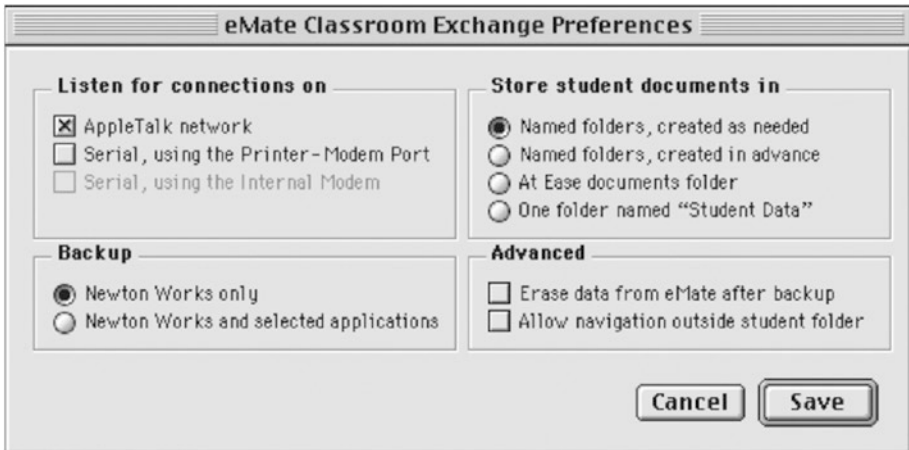 eMate Classroom Exchange Preferences
Listen for connections on
AppleTalk network
Serial, using the Printer-Modem Port
Serial, using the Internal Modem
Store student documents in
Named folders, created as needed
Named folders, created in advance
At Ease documents folder
One folder named “Student Data”
Backup
Newton Works only
Newton Works and selected applications
Advanced
Erase data from eMate after backup
Allow navigation outside student folder
Cancel Save